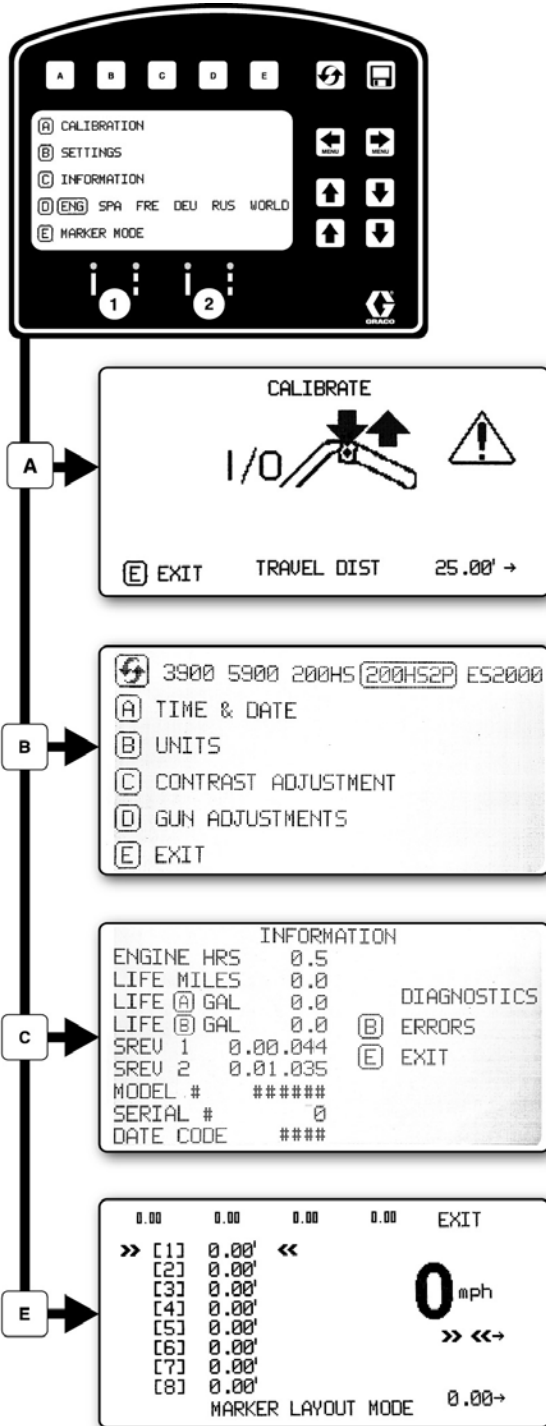 A B C D E
A CALIBRATION
B SETTINGS
C INFORMATION
D ENG SPA FRE DEU RUS WORLD
E MARKER MODE
MENU MENU
1 2
GRACO
A
CALIBRATE
I/O
E EXIT TRAVEL DIST 25.00' →
B
3900 5900 200HS 200HS2P ES2000
A TIME & DATE
B UNITS
C CONTRAST ADJUSTMENT
D GUN ADJUSTMENTS
E EXIT
C
INFORMATION
ENGINE HRS 0.5
LIFE MILES 0.0
LIFE A GAL 0.0 DIAGNOSTICS
LIFE B GAL 0.0 B ERRORS
SREV 1 0.00.044 E EXIT
SREV 2 0.01.035
MODEL # ######
SERIAL # 0
DATE CODE ####
E
0.00 0.00 0.00 0.00 EXIT
>> [1] 0.00' <<
[2] 0.00'
[3] 0.00' 0 mph
[4] 0.00'
[5] 0.00' >> <<→
[6] 0.00'
[7] 0.00'
[8] 0.00' 0.00→
MARKER LAYOUT MODE